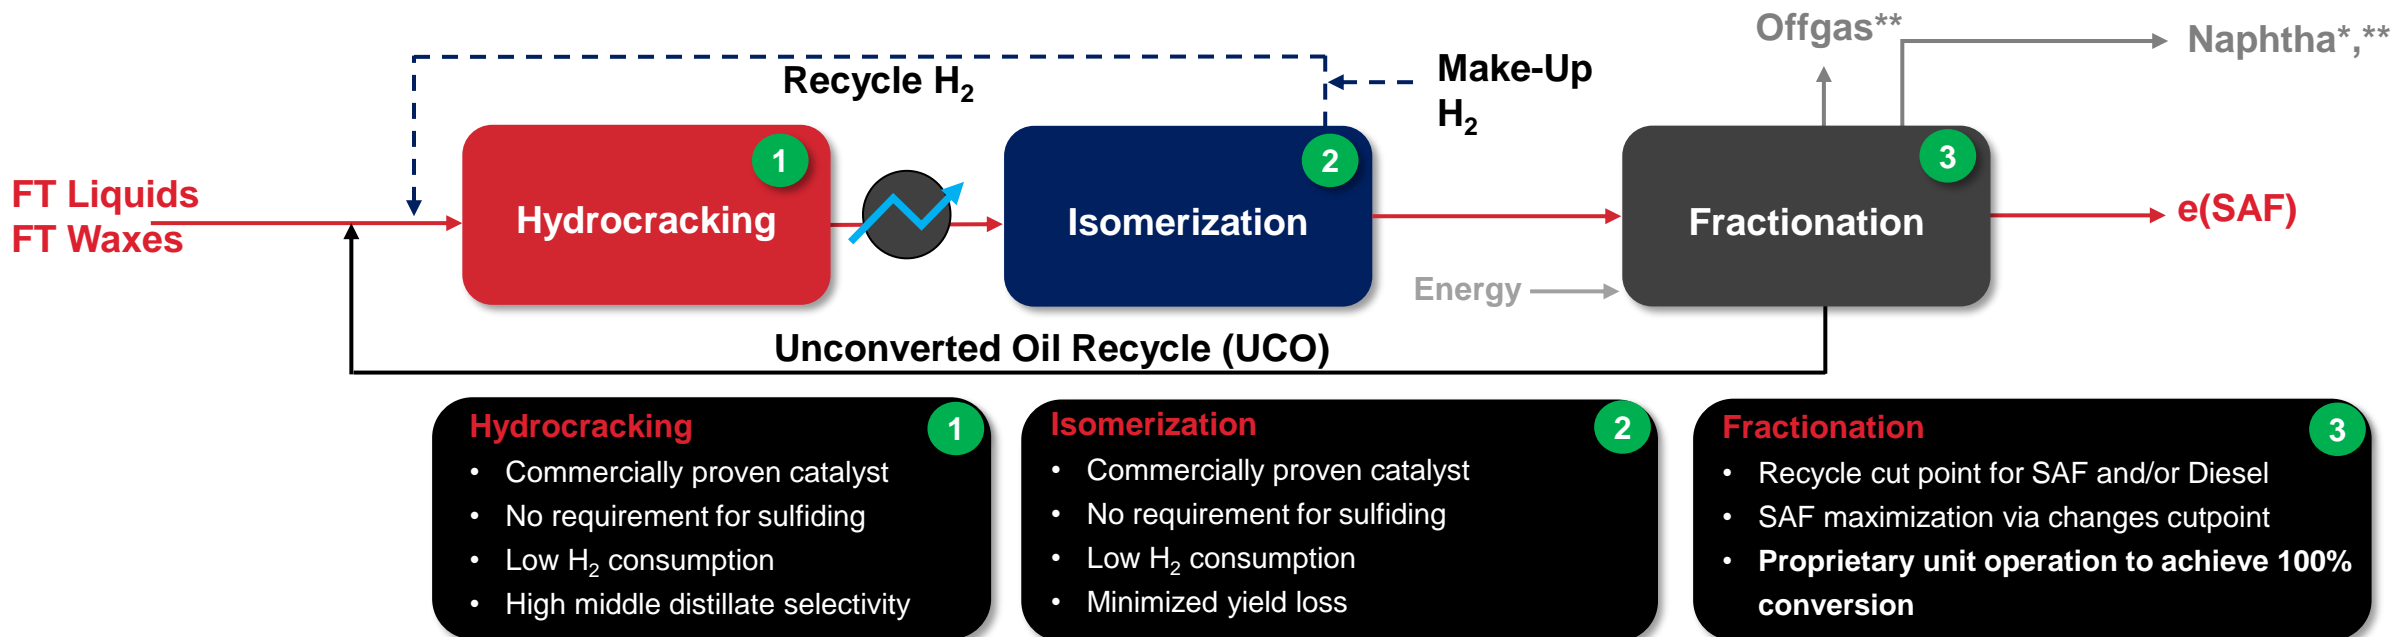 Offgas**
Naphtha*,**
Recycle H2
Make-Up
H2
1
2
3
FT Liquids
FT Waxes
Hydrocracking
Isomerization
Fractionation
e(SAF)
Energy
Unconverted Oil Recycle (UCO)
Hydrocracking
1
• Commercially proven catalyst
• No requirement for sulfiding
• Low H2 consumption
• High middle distillate selectivity
Isomerization
2
• Commercially proven catalyst
• No requirement for sulfiding
• Low H2 consumption
• Minimized yield loss
Fractionation
3
• Recycle cut point for SAF and/or Diesel
• SAF maximization via changes cutpoint
• Proprietary unit operation to achieve 100%
conversion